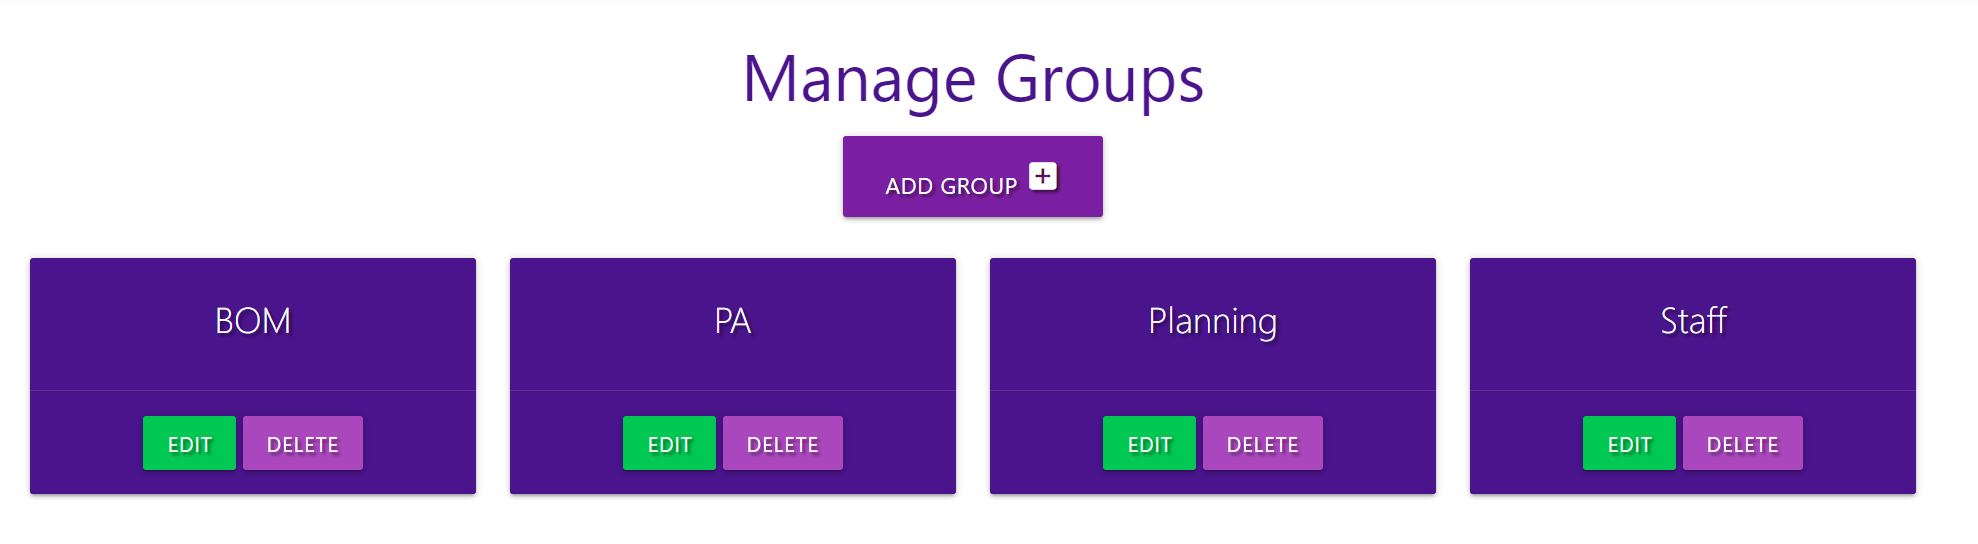 Manage Groups
ADD GROUP
BOM
PA
Planning
Staff
EDIT DELETE
EDIT DELETE
EDIT DELETE
EDIT DELETE